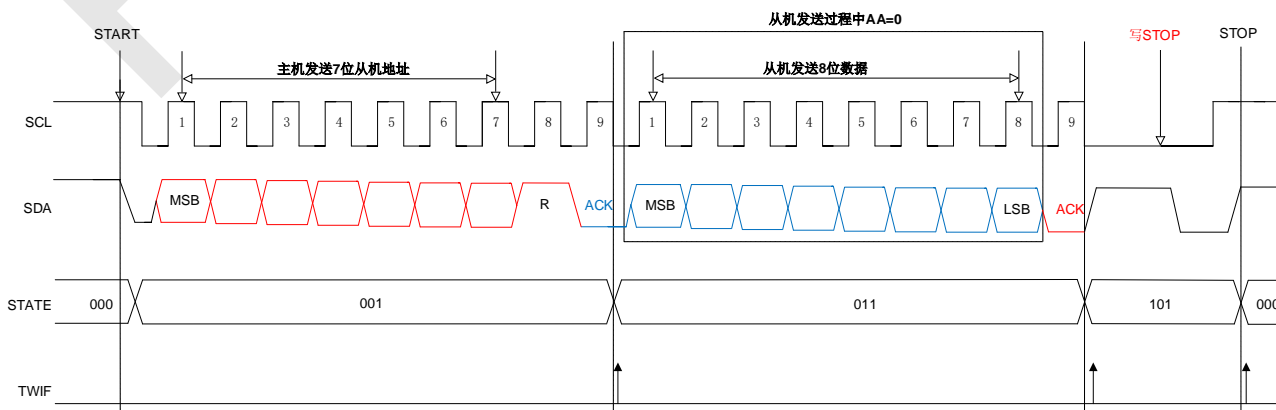 从机发送过程中AA=0
START
写STOP
STOP
主机发送7位从机地址
从机发送8位数据
SCL
1 2 3 4 5 6 7 8 9 1 2 3 4 5 6 7 8 9
SDA
MSB R ACK MSB LSB ACK
STATE 000 001 011 101 000
TWIF